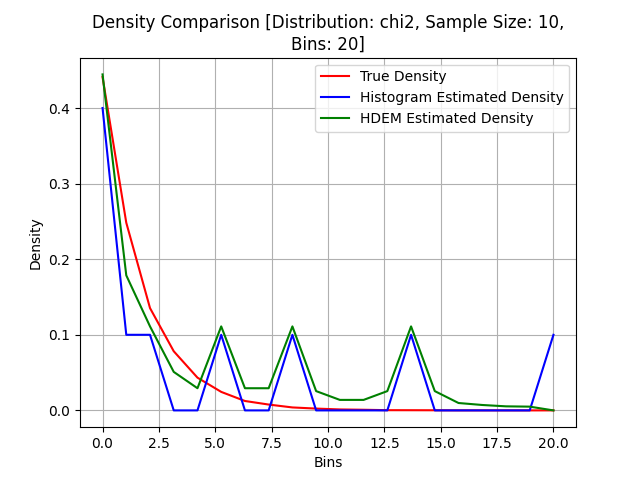 Density Comparison [Distribution: chi2, Sample Size: 10,
Bins: 20]
True Density
Histogram Estimated Density
HDEM Estimated Density
Density
0.4
0.3
0.2
0.1
0.0
0.0 2.5 5.0 7.5 10.0 12.5 15.0 17.5 20.0
Bins